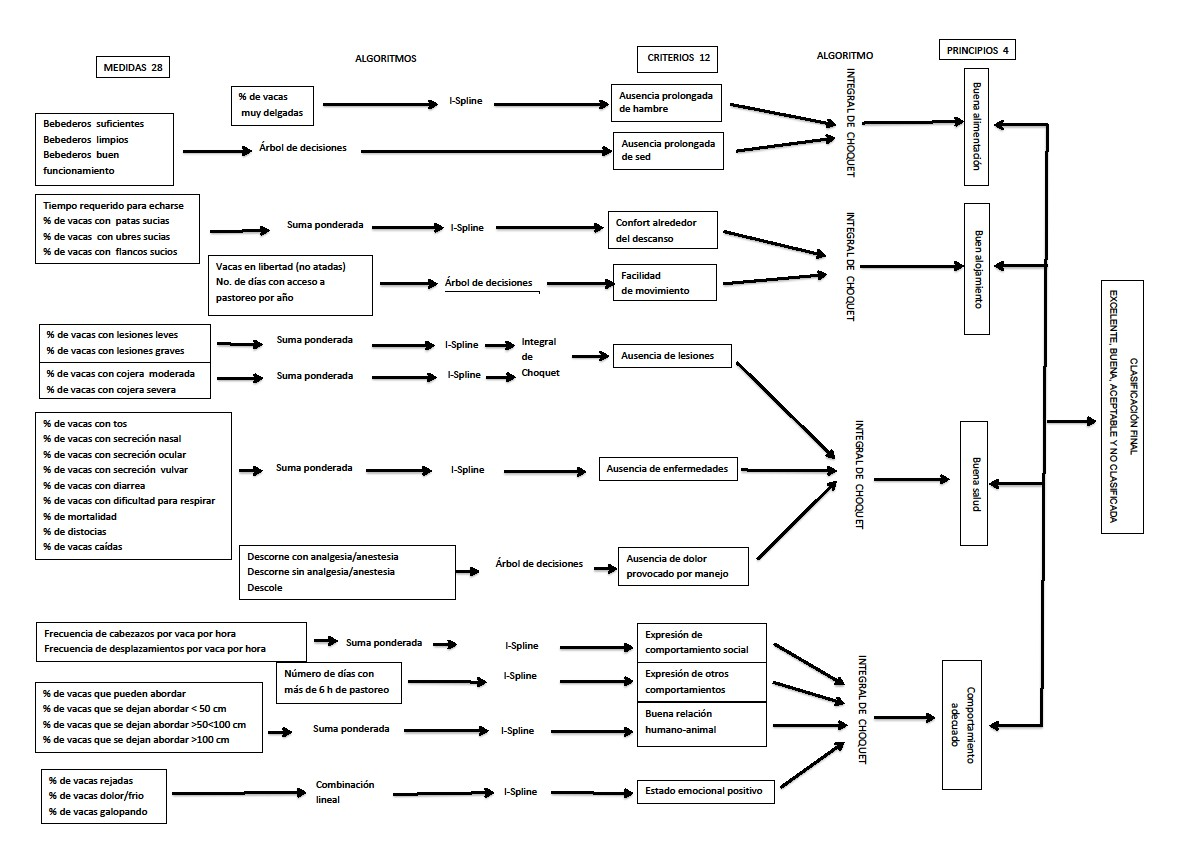 MEDIDAS 28
ALGORITMOS
CRITERIOS 12
ALGORITMO
PRINCIPIOS 4
% de vacas
muy delgadas
I-Spline
Ausencia prolongada
de hambre
Bebederos suficientes
Bebederos limpios
Bebederos buen
funcionamiento
Árbol de decisiones
Ausencia prolongada
de sed
INTEGRAL DE CHOQUET
Buena alimentación
Tiempo requerido para echarse
% de vacas con patas sucias
% de vacas con ubres sucias
% de vacas con flancos sucios
Suma ponderada
I-Spline
Confort alrededor
del descanso
Vacas en libertad (no atadas)
No. de días con acceso a
pastoreo por año
Árbol de decisiones
Facilidad
de movimiento
INTEGRAL DE CHOQUET
Buen alojamiento
% de vacas con lesiones leves
% de vacas con lesiones graves
Suma ponderada
I-Spline
% de vacas con cojera moderada
% de vacas con cojera severa
Suma ponderada
I-Spline
Integral
de
Choquet
Ausencia de lesiones
% de vacas con tos
% de vacas con secreción nasal
% de vacas con secreción ocular
% de vacas con secreción vulvar
% de vacas con diarrea
% de vacas con dificultad para respirar
% de mortalidad
% de distocias
% de vacas caídas
Suma ponderada
I-Spline
Ausencia de enfermedades
Descorne con analgesia/anestesia
Descorne sin analgesia/anestesia
Descole
Árbol de decisiones
Ausencia de dolor
provocado por manejo
INTEGRAL DE CHOQUET
Buena salud
Frecuencia de cabezazos por vaca por hora
Frecuencia de desplazamientos por vaca por hora
Suma ponderada
I-Spline
Expresión de
comportamiento social
Número de días con
más de 6 h de pastoreo
I-Spline
Expresión de otros
comportamientos
% de vacas que pueden abordar
% de vacas que se dejan abordar < 50 cm
% de vacas que se dejan abordar >50<100 cm
% de vacas que se dejan abordar >100 cm
Suma ponderada
I-Spline
Buena relación
humano-animal
% de vacas rejadas
% de vacas dolor/frio
% de vacas galopando
Combinación
lineal
I-Spline
Estado emocional positivo
INTEGRAL DE CHOQUET
Comportamiento
adecuado
CLASIFICACIÓN FINAL
EXCELENTE, BUENA, ACEPTABLE Y NO CLASIFICADA